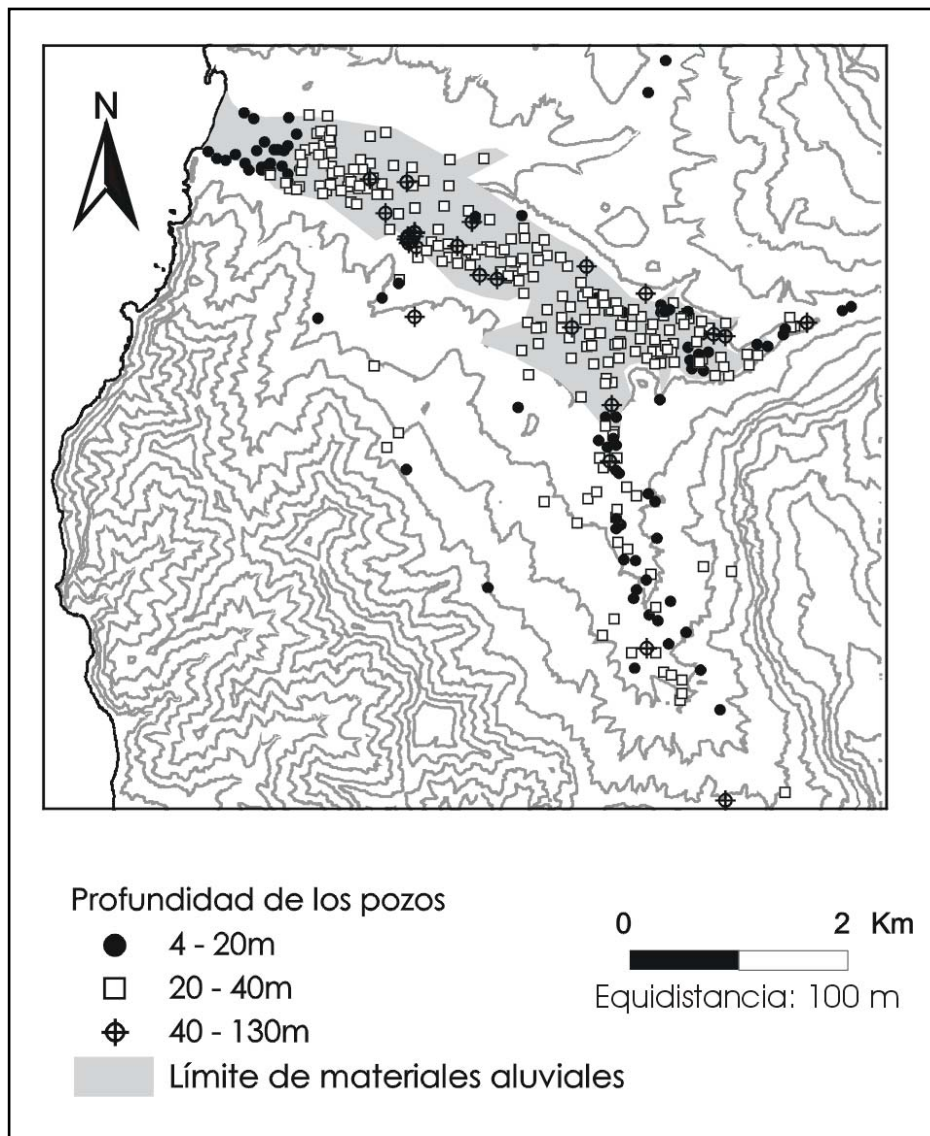 N
Profundidad de los pozos
4 - 20m
20 - 40m
40 - 130m
Límite de materiales aluviales
0 2 Km
Equidistancia: 100 m